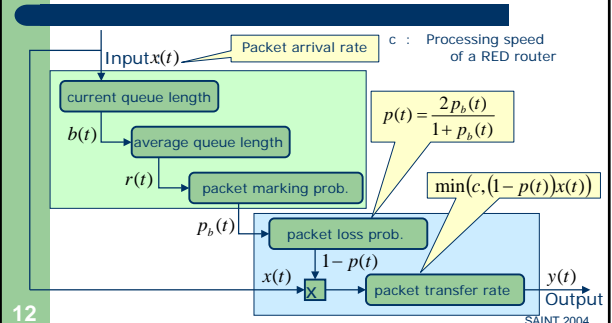 Input x(t)
Packet arrival rate
c : Processing speed
of a RED router
current queue length
b(t)
average queue length
r(t)
packet marking prob.
p_b(t)
p(t) = 2p_b(t) / (1 + p_b(t))
min(c, (1 − p(t))x(t))
packet loss prob.
1 − p(t)
x(t)
X
packet transfer rate
y(t)
Output
12
SAINT 2004